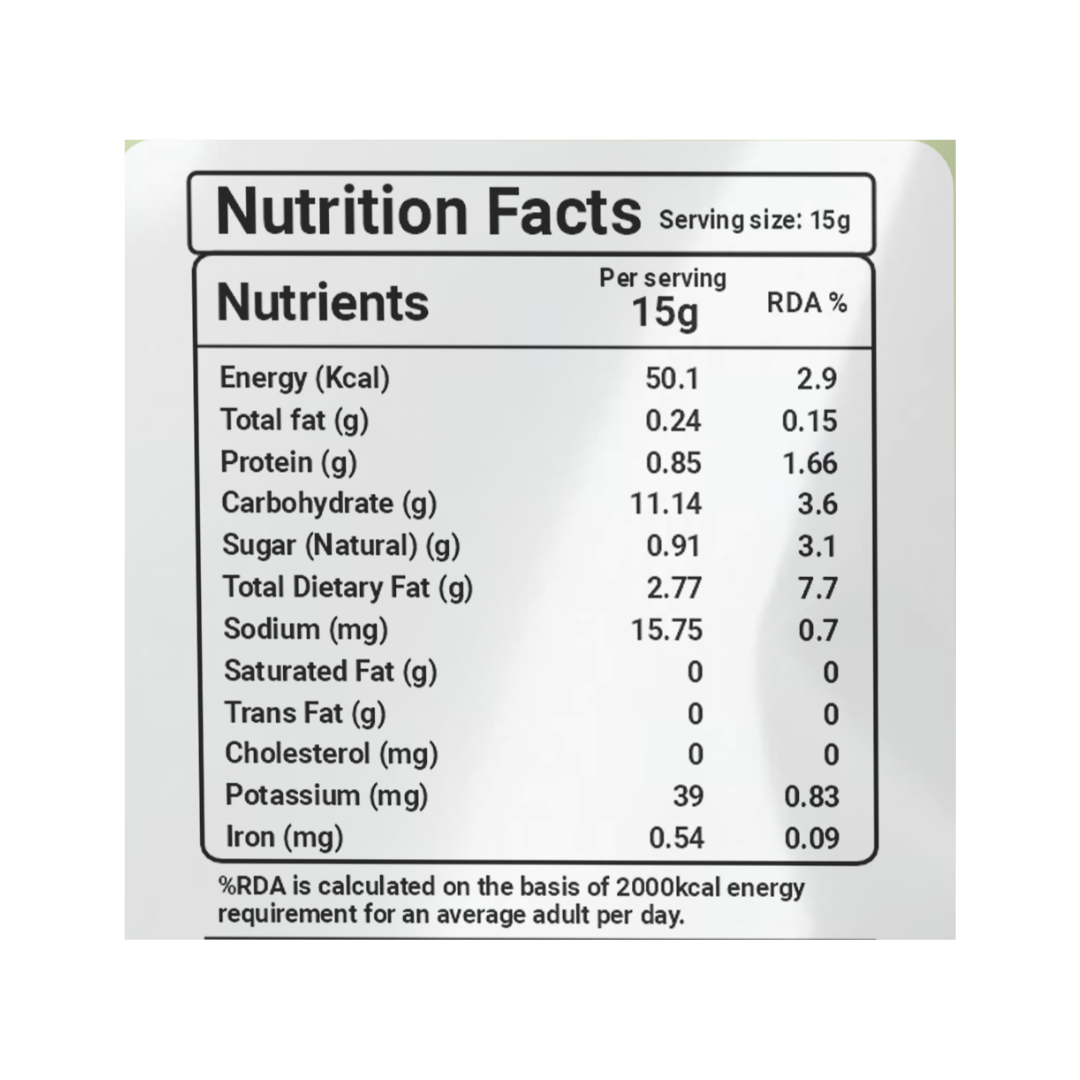 Nutrition Facts Serving size: 15g
Nutrients Per serving 15g RDA %
Energy (Kcal) 50.1 2.9
Total fat (g) 0.24 0.15
Protein (g) 0.85 1.66
Carbohydrate (g) 11.14 3.6
Sugar (Natural) (g) 0.91 3.1
Total Dietary Fat (g) 2.77 7.7
Sodium (mg) 15.75 0.7
Saturated Fat (g) 0 0
Trans Fat (g) 0 0
Cholesterol (mg) 0 0
Potassium (mg) 39 0.83
Iron (mg) 0.54 0.09
%RDA is calculated on the basis of 2000kcal energy
requirement for an average adult per day.